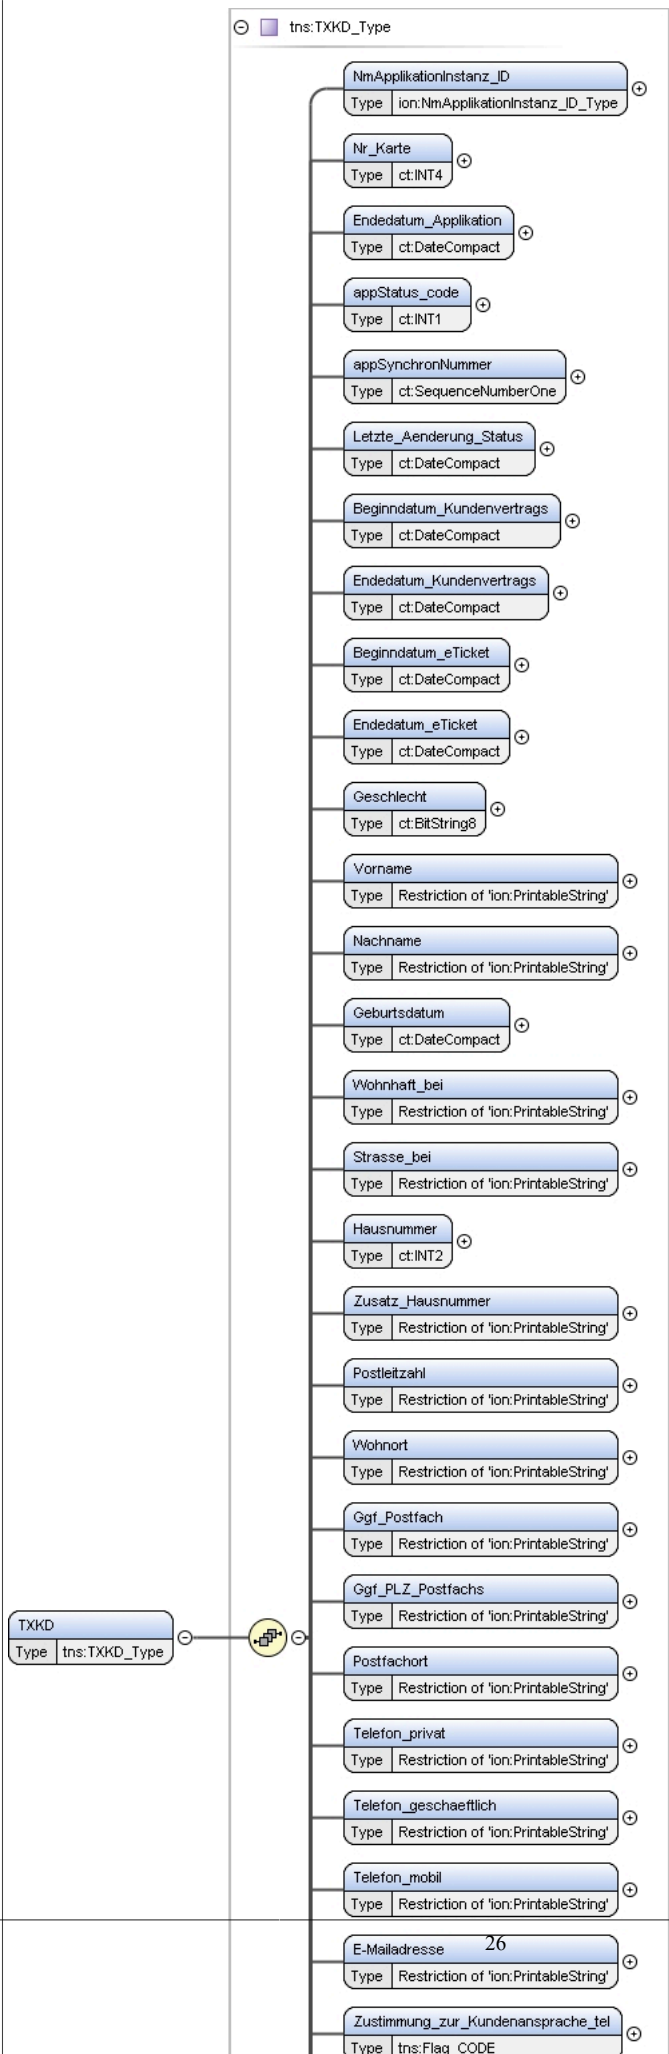 tns:TXKD_Type
NmApplikationInstanz_ID
Type ion:NmApplikationInstanz_ID_Type
Nr_Karte
Type ct:INT4
Endedatum_Applikation
Type ct:DateCompact
appStatus_code
Type ct:INT1
appSynchronNummer
Type ct:SequenceNumberOne
Letzte_Aenderung_Status
Type ct:DateCompact
Beginndatum_Kundenvertrags
Type ct:DateCompact
Endedatum_Kundenvertrags
Type ct:DateCompact
Beginndatum_eTicket
Type ct:DateCompact
Endedatum_eTicket
Type ct:DateCompact
Geschlecht
Type ct:BitString8
Vorname
Type Restriction of 'ion:PrintableString'
Nachname
Type Restriction of 'ion:PrintableString'
Geburtsdatum
Type ct:DateCompact
Wohnhaft_bei
Type Restriction of 'ion:PrintableString'
Strasse_bei
Type Restriction of 'ion:PrintableString'
Hausnummer
Type ct:INT2
Zusatz_Hausnummer
Type Restriction of 'ion:PrintableString'
Postleitzahl
Type Restriction of 'ion:PrintableString'
Wohnort
Type Restriction of 'ion:PrintableString'
Ggf_Postfach
Type Restriction of 'ion:PrintableString'
Ggf_PLZ_Postfachs
Type Restriction of 'ion:PrintableString'
TXKD
Type tns:TXKD_Type
Postfachort
Type Restriction of 'ion:PrintableString'
Telefon_privat
Type Restriction of 'ion:PrintableString'
Telefon_geschaeftlich
Type Restriction of 'ion:PrintableString'
Telefon_mobil
Type Restriction of 'ion:PrintableString'
E-Mailadresse 26
Type Restriction of 'ion:PrintableString'
Zustimmung_zur_Kundenansprache_tel
Type tns:Flag_CODE